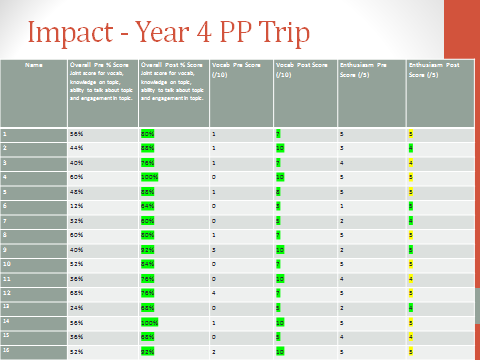 Impact - Year 4 PP Trip
Name Overall Pre % Score Overall Post % Score Vocab Pre Score Vocab Post Score Enthusiasm Pre Enthusiasm Post
Joint score for vocab, Joint score for vocab, (/10) (/10) Score (/5) Score (/5)
knowledge on topic, knowledge on topic,
ability to talk about topic ability to talk about topic
and engagement in topic. and engagement in topic.
1 56% 80% 1 7 5 5
2 44% 88% 1 10 3 4
3 40% 76% 1 7 4 4
4 60% 100% 0 10 5 5
5 48% 88% 1 8 5 5
6 12% 64% 0 3 1 3
7 32% 60% 0 5 2 4
8 60% 80% 1 7 5 5
9 40% 92% 3 10 2 5
10 52% 84% 0 7 5 5
11 36% 76% 0 10 4 4
12 68% 76% 4 7 5 5
13 24% 68% 0 5 2 4
14 56% 100% 1 10 5 5
15 36% 68% 0 5 4 4
16 52% 92% 2 10 5 5